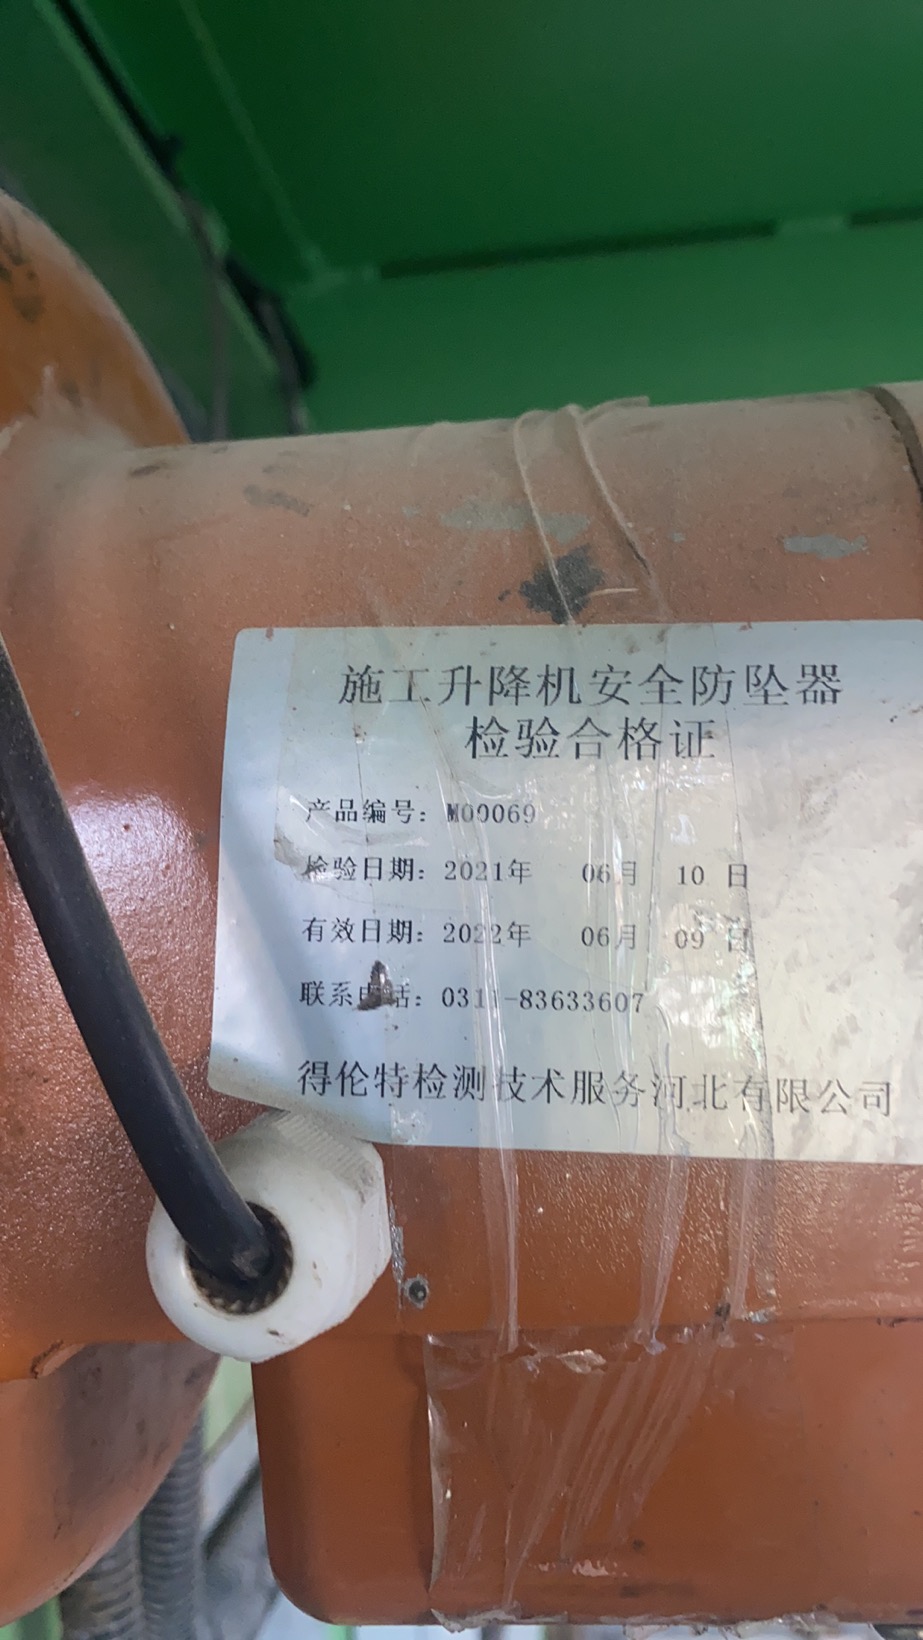 施工升降机安全防坠器
检验合格证
产品编号：M00069
检验日期：2021年 06月 10 日
有效日期：2022年 06月 09 日
联系电话：0311-83633607
得伦特检测技术服务河北有限公司